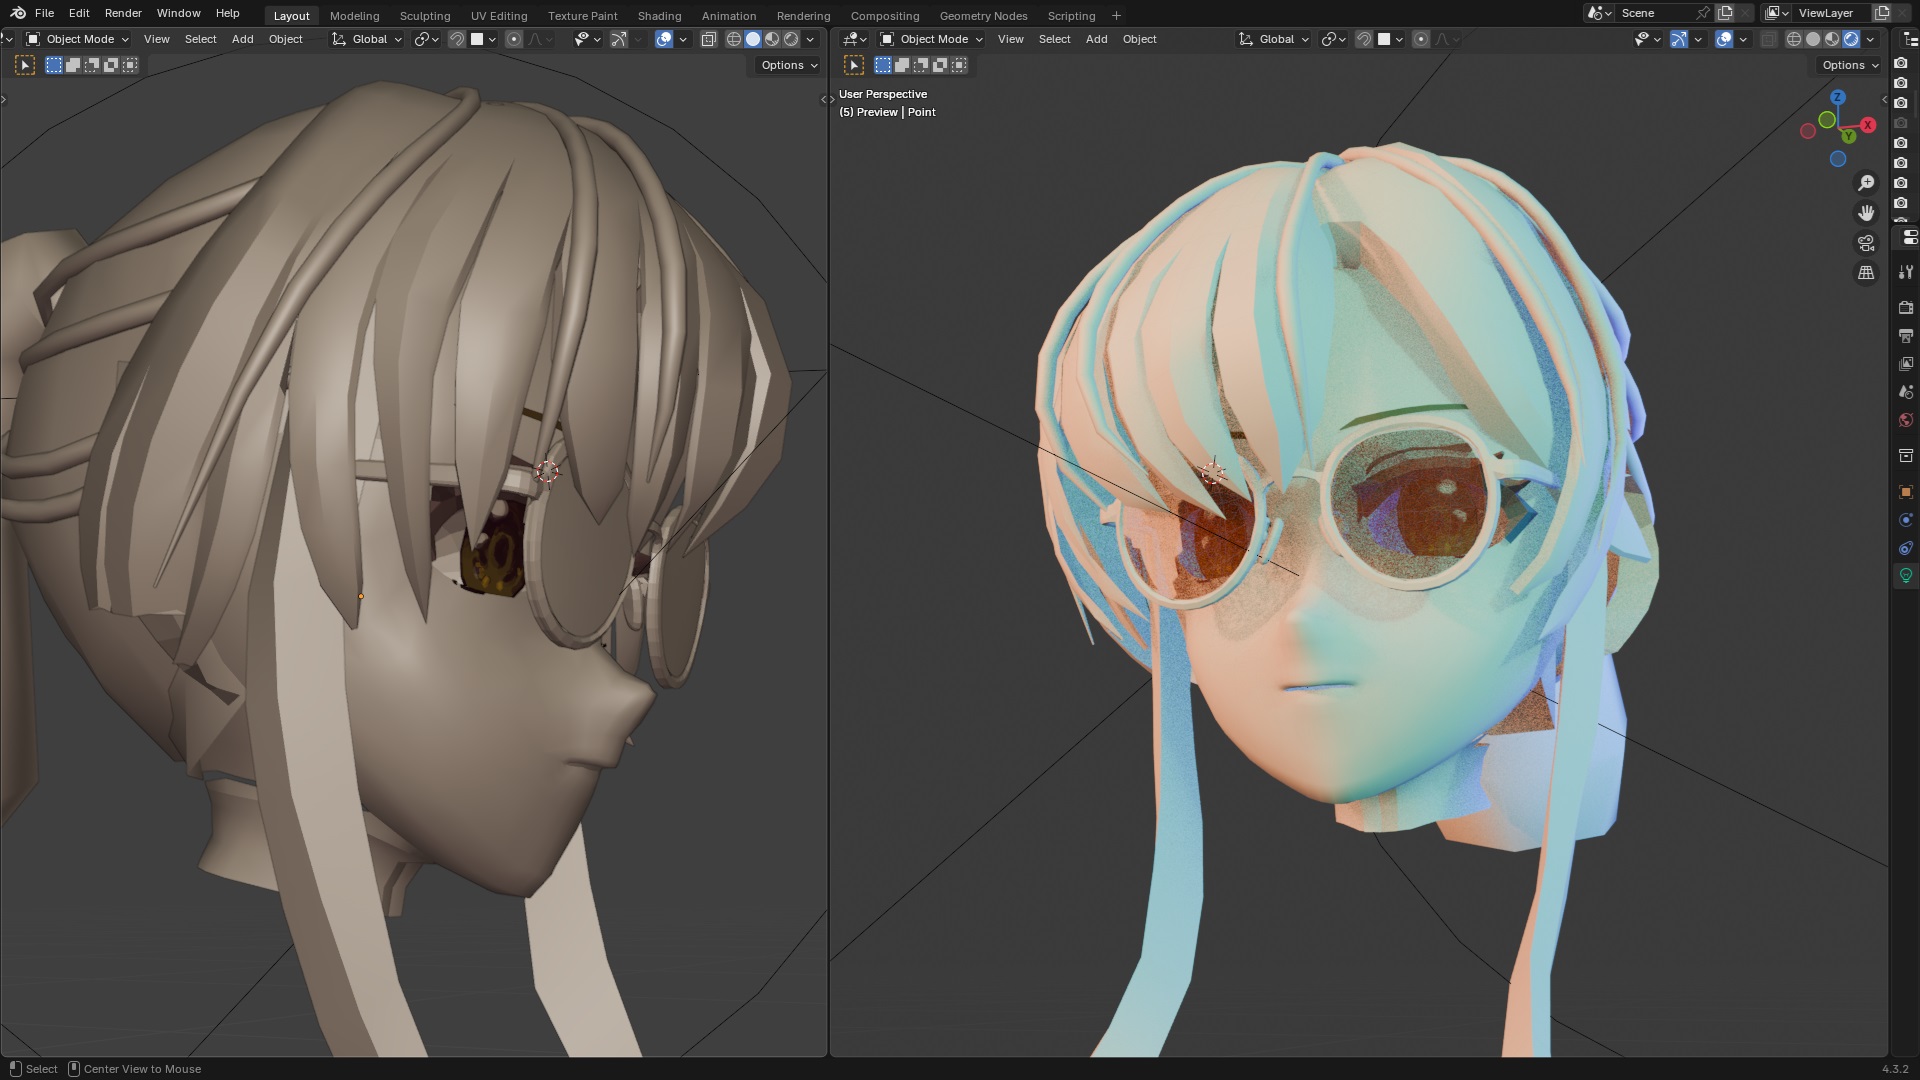 File Edit Render Window Help Layout Modeling Sculpting UV Editing Texture Paint Shading Animation Rendering Compositing Geometry Nodes Scripting + Scene ViewLayer
Object Mode View Select Add Object Global
Object Mode View Select Add Object Global
Options
Options
User Perspective
(5) Preview | Point
Z
X
Y
Select Center View to Mouse
4.3.2